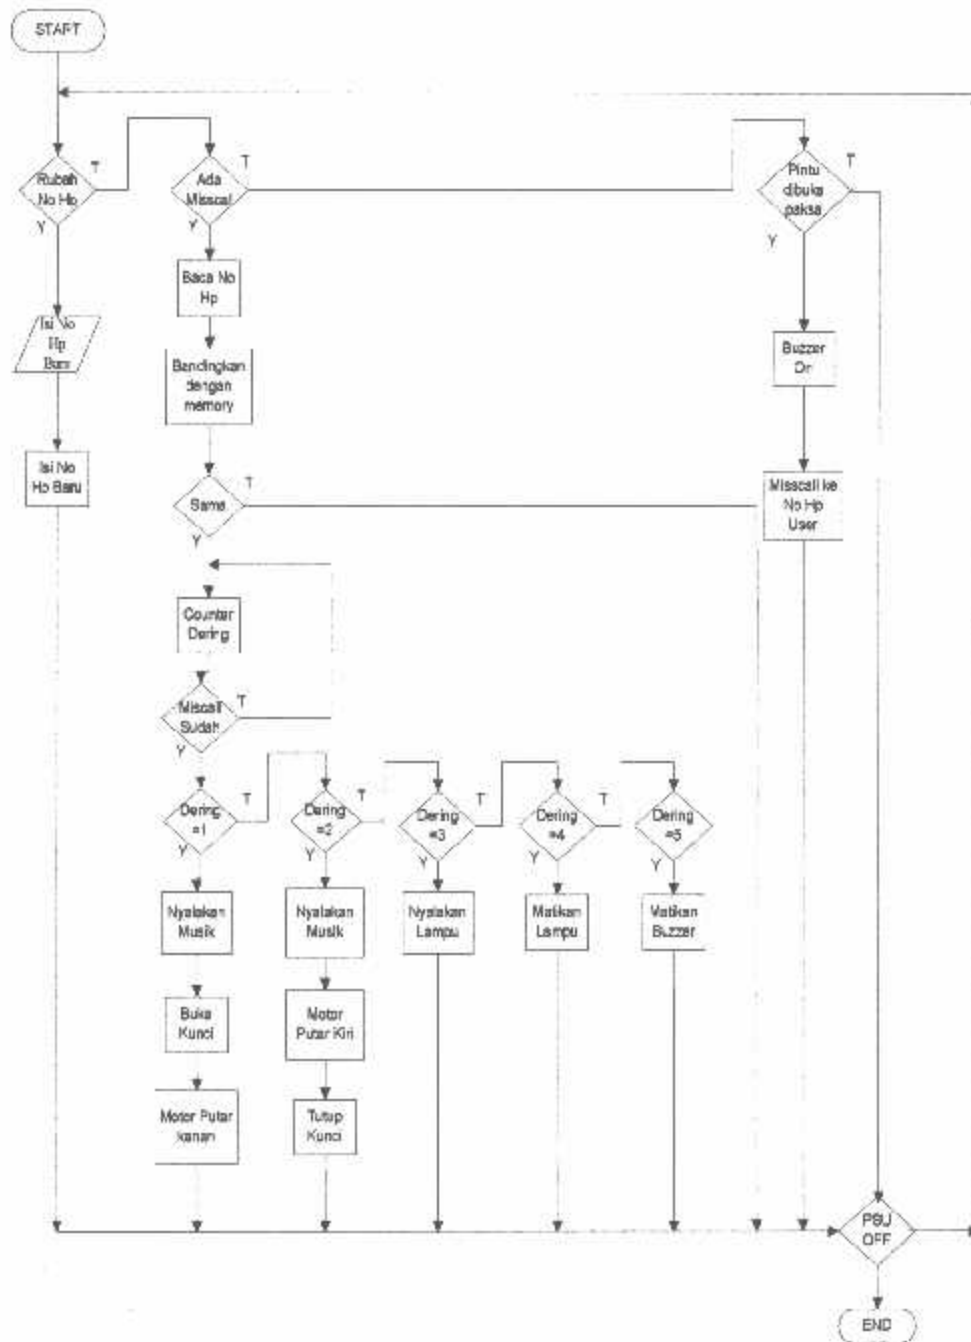 START
Rubah
No Hp
T
Y
Ada
Misscal
T
Y
Pintu
dibuka
paksa
T
Y
Isi No
Hp
Baru
Isi No
Hp Baru
Baca No
Hp
Bandingkan
dengan
memory
Sama
T
Y
Buzzer
On
Misscall ke
No Hp
User
Counter
Dering
Miscall
Sudah
T
Y
Dering
=1
T
Y
Dering
=2
T
Y
Dering
=3
T
Y
Dering
=4
T
Y
Dering
=5
Nyalakan
Musik
Nyalakan
Musik
Nyalakan
Lampu
Matikan
Lampu
Matikan
Buzzer
Buka
Kunci
Motor
Putar Kiri
Motor Putar
kanan
Tutup
Kunci
PSU
OFF
END